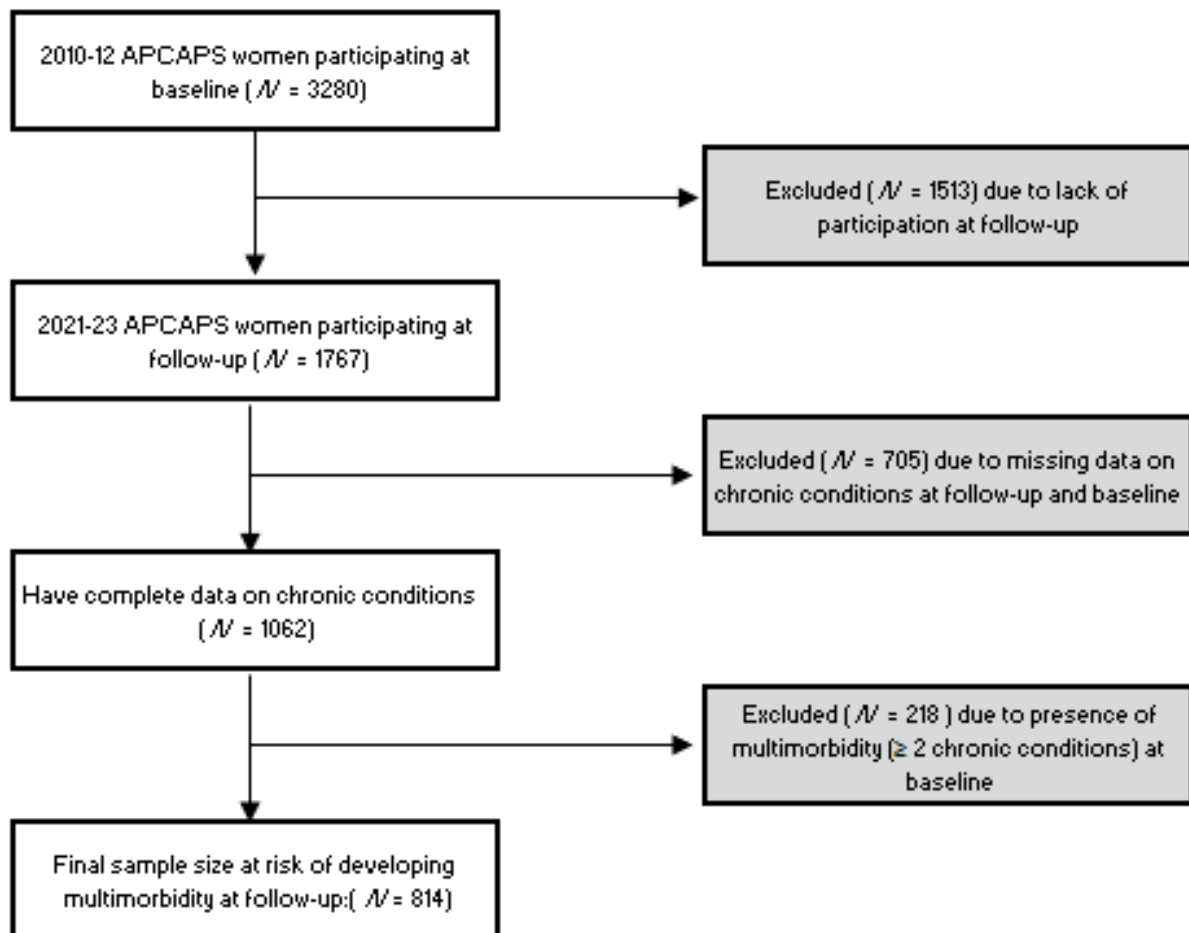 2010-12 APCAPS women participating at
baseline ( N = 3280)
Excluded ( N = 1513) due to lack of
participation at follow-up
2021-23 APCAPS women participating at
follow-up ( N = 1767)
Excluded ( N = 705) due to missing data on
chronic conditions at follow-up and baseline
Have complete data on chronic conditions
( N = 1062)
Excluded ( N = 218 ) due to presence of
multimorbidity (≥ 2 chronic conditions) at
baseline
Final sample size at risk of developing
multimorbidity at follow-up:( N = 814)